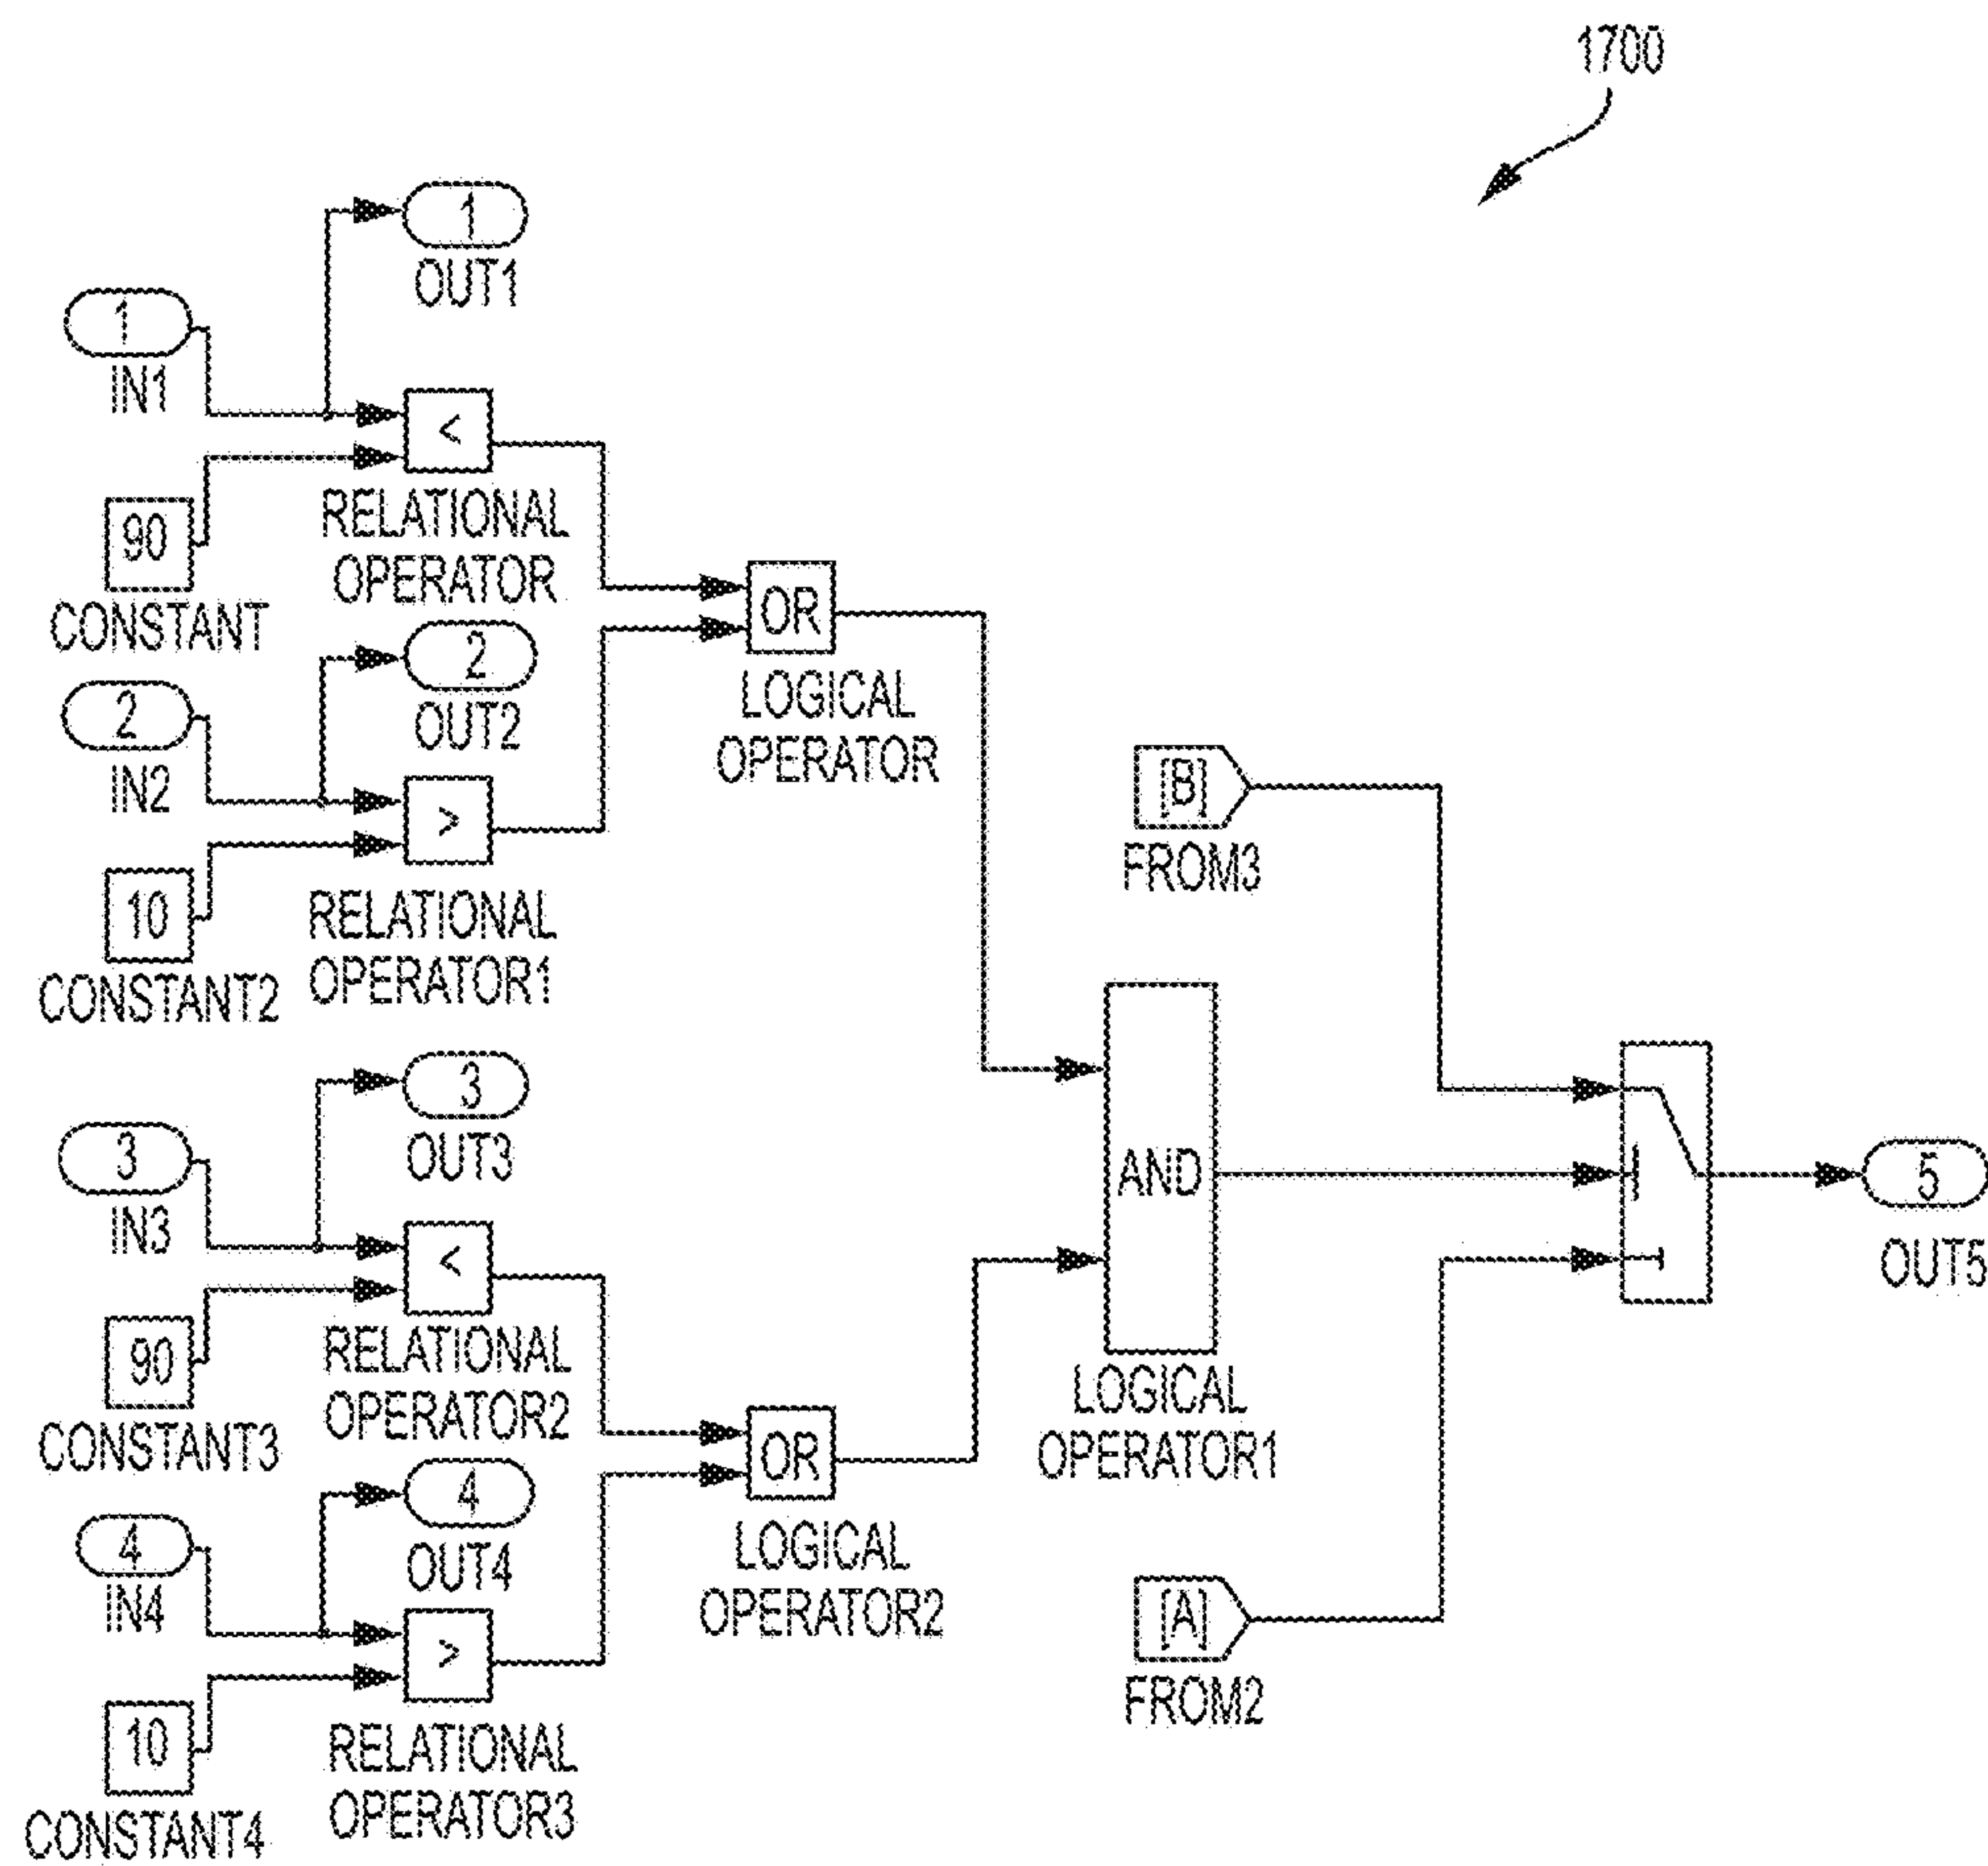 1700
1
OUT1
1
IN1
<
RELATIONAL
OPERATOR
90
CONSTANT
2
OUT2
2
IN2
>
RELATIONAL
OPERATOR1
10
CONSTANT2
OR
LOGICAL
OPERATOR
[B]
FROM3
3
OUT3
3
IN3
<
RELATIONAL
OPERATOR2
90
CONSTANT3
AND
LOGICAL
OPERATOR1
5
OUT5
4
OUT4
4
IN4
>
RELATIONAL
OPERATOR3
10
CONSTANT4
OR
LOGICAL
OPERATOR2
[A]
FROM2